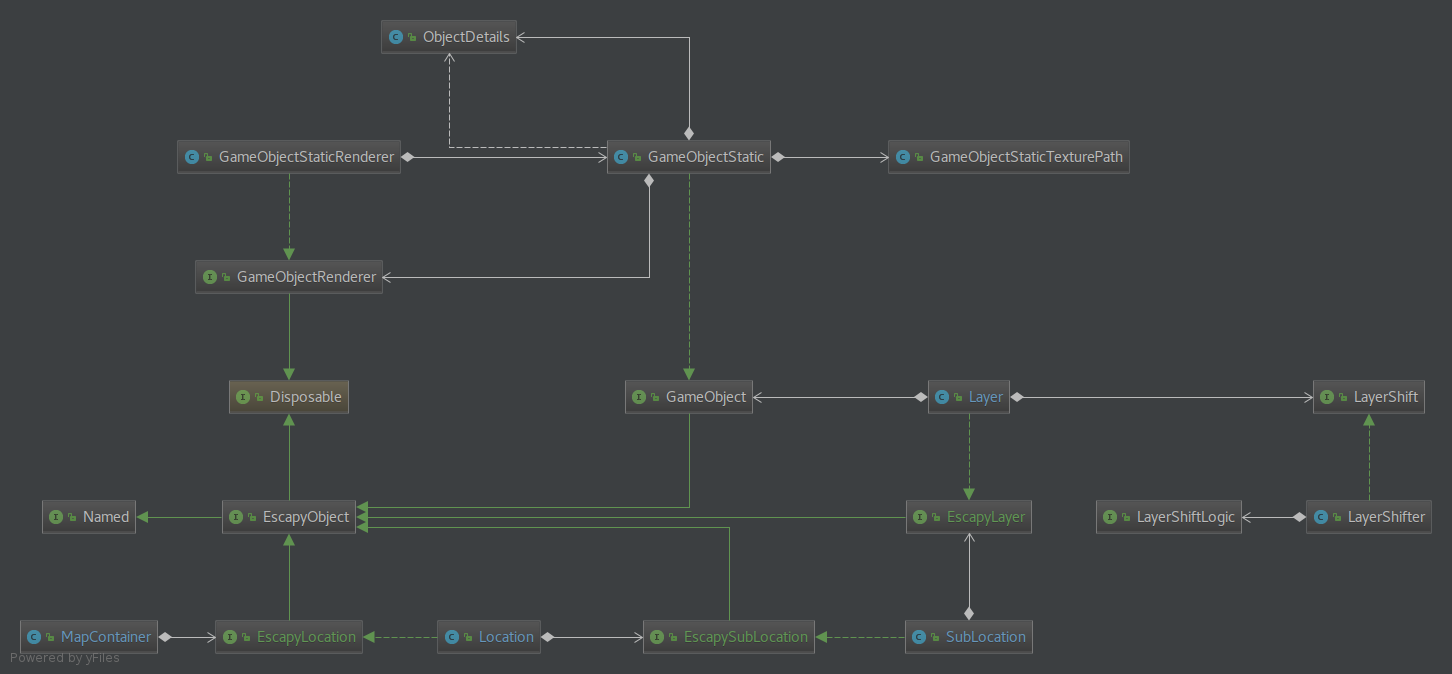 ObjectDetails
GameObjectStaticRenderer
GameObjectStatic
GameObjectStaticTexturePath
GameObjectRenderer
Disposable
GameObject
Layer
LayerShift
Named
EscapyObject
EscapyLayer
LayerShiftLogic
LayerShifter
MapContainer
EscapyLocation
Location
EscapySubLocation
SubLocation
Powered by yFiles